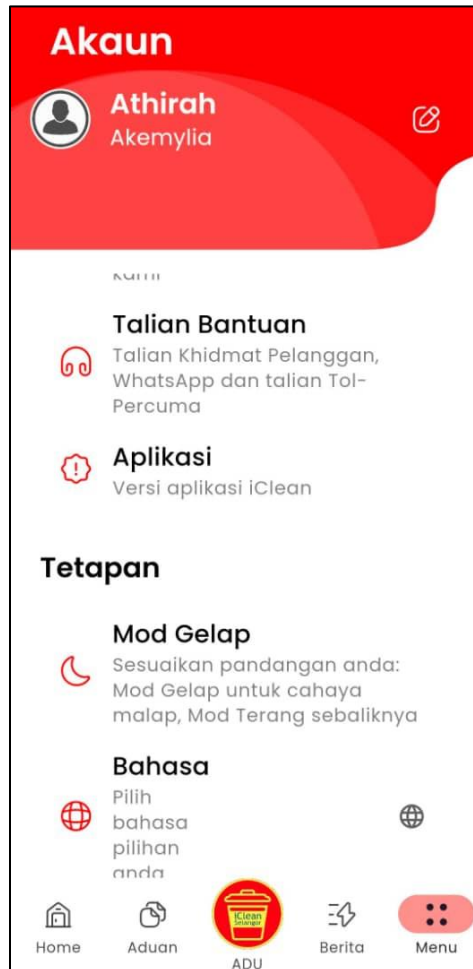 Akaun
Athirah
Akemylia
kami
Talian Bantuan
Talian Khidmat Pelanggan,
WhatsApp dan talian Tol-
Percuma
Aplikasi
Versi aplikasi iClean
Tetapan
Mod Gelap
Sesuaikan pandangan anda:
Mod Gelap untuk cahaya
malap, Mod Terang sebaliknya
Bahasa
Pilih
bahasa
pilihan
anda
iClean
Selangor
Home
Aduan
ADU
Berita
Menu